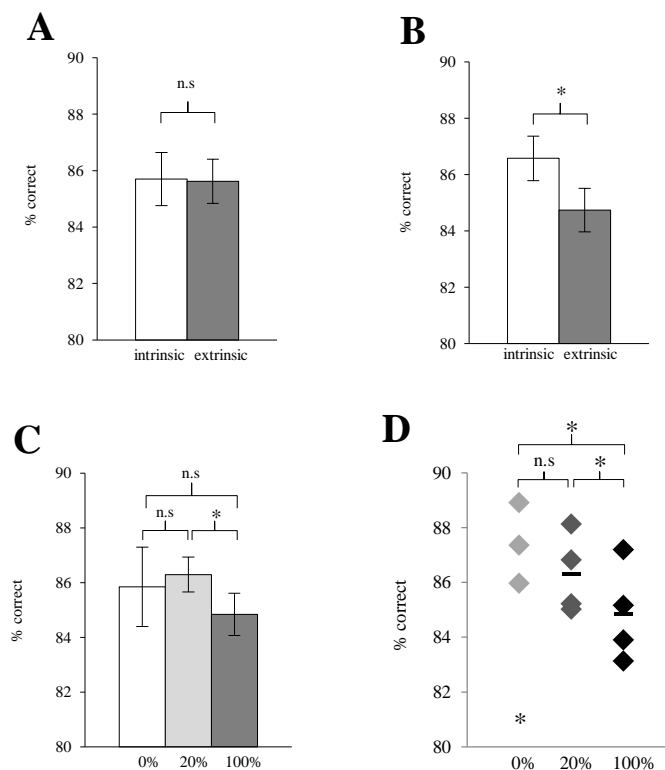 A
90
n.s
88
86
84
82
80
% correct
intrinsic extrinsic
B
90
*
88
86
84
82
80
% correct
intrinsic extrinsic
C
90
n.s
n.s *
88
86
84
82
80
% correct
0% 20% 100%
D
*
90
n.s *
88
86
84
82
80
*
% correct
0% 20% 100%